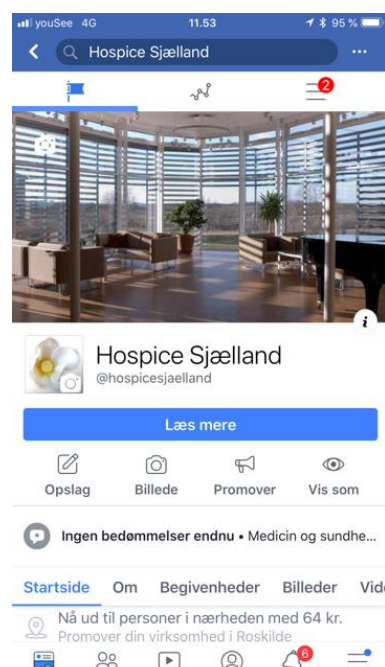 youSee 4G 11.53 95 %
Hospice Sjælland
2
Hospice Sjælland
@hospicesjaelland
Læs mere
Opslag Billede Promover Vis som
Ingen bedømmelser endnu • Medicin og sundhe...
Startside Om Begivenheder Billeder Vid
Nå ud til personer i nærheden med 64 kr.
Promover din virksomhed i Roskilde
6